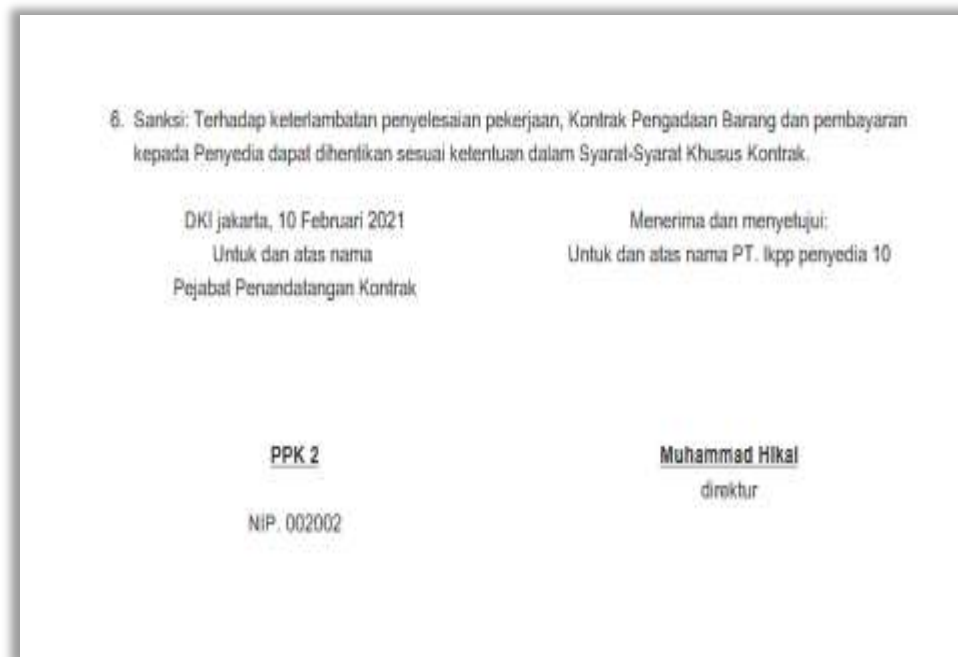 6. Sanksi: Terhadap keterlambatan penyelesaian pekerjaan, Kontrak Pengadaan Barang dan pembayaran
kepada Penyedia dapat dihentikan sesuai ketentuan dalam Syarat-Syarat Khusus Kontrak.
DKI jakarta, 10 Februari 2021
Untuk dan atas nama
Pejabat Penandatangan Kontrak
Menerima dan menyetujui:
Untuk dan atas nama PT. lkpp penyedia 10
PPK 2
NIP. 002002
Muhammad Hikal
direktur